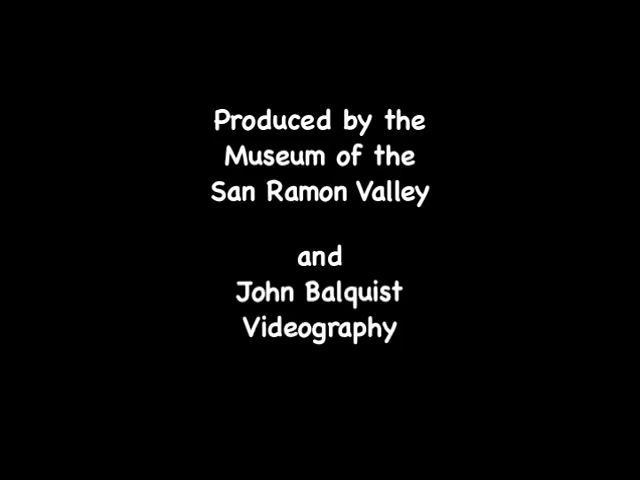 Produced by the
Museum of the
San Ramon Valley
and
John Balquist
Videography